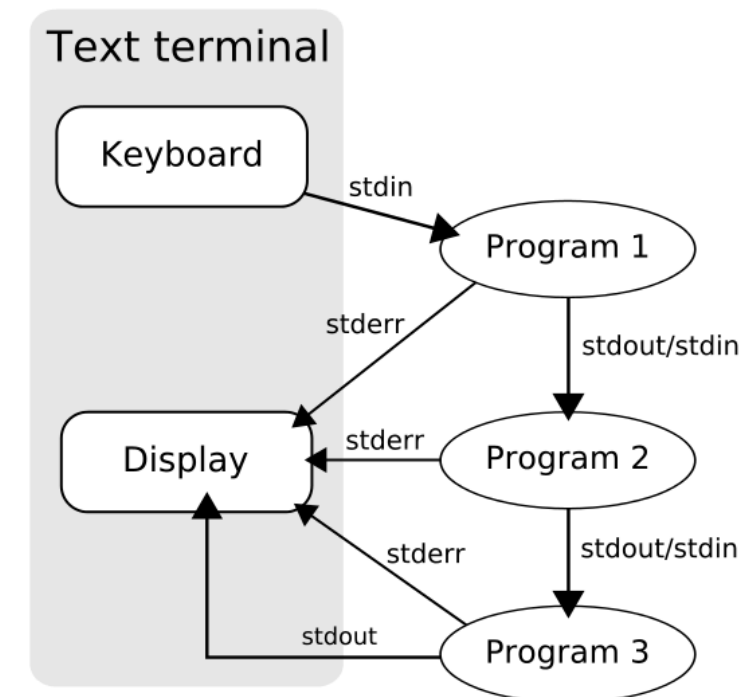 Text terminal
Keyboard
stdin
Program 1
stderr
stdout/stdin
Display
stderr
Program 2
stderr
stdout/stdin
stdout
Program 3